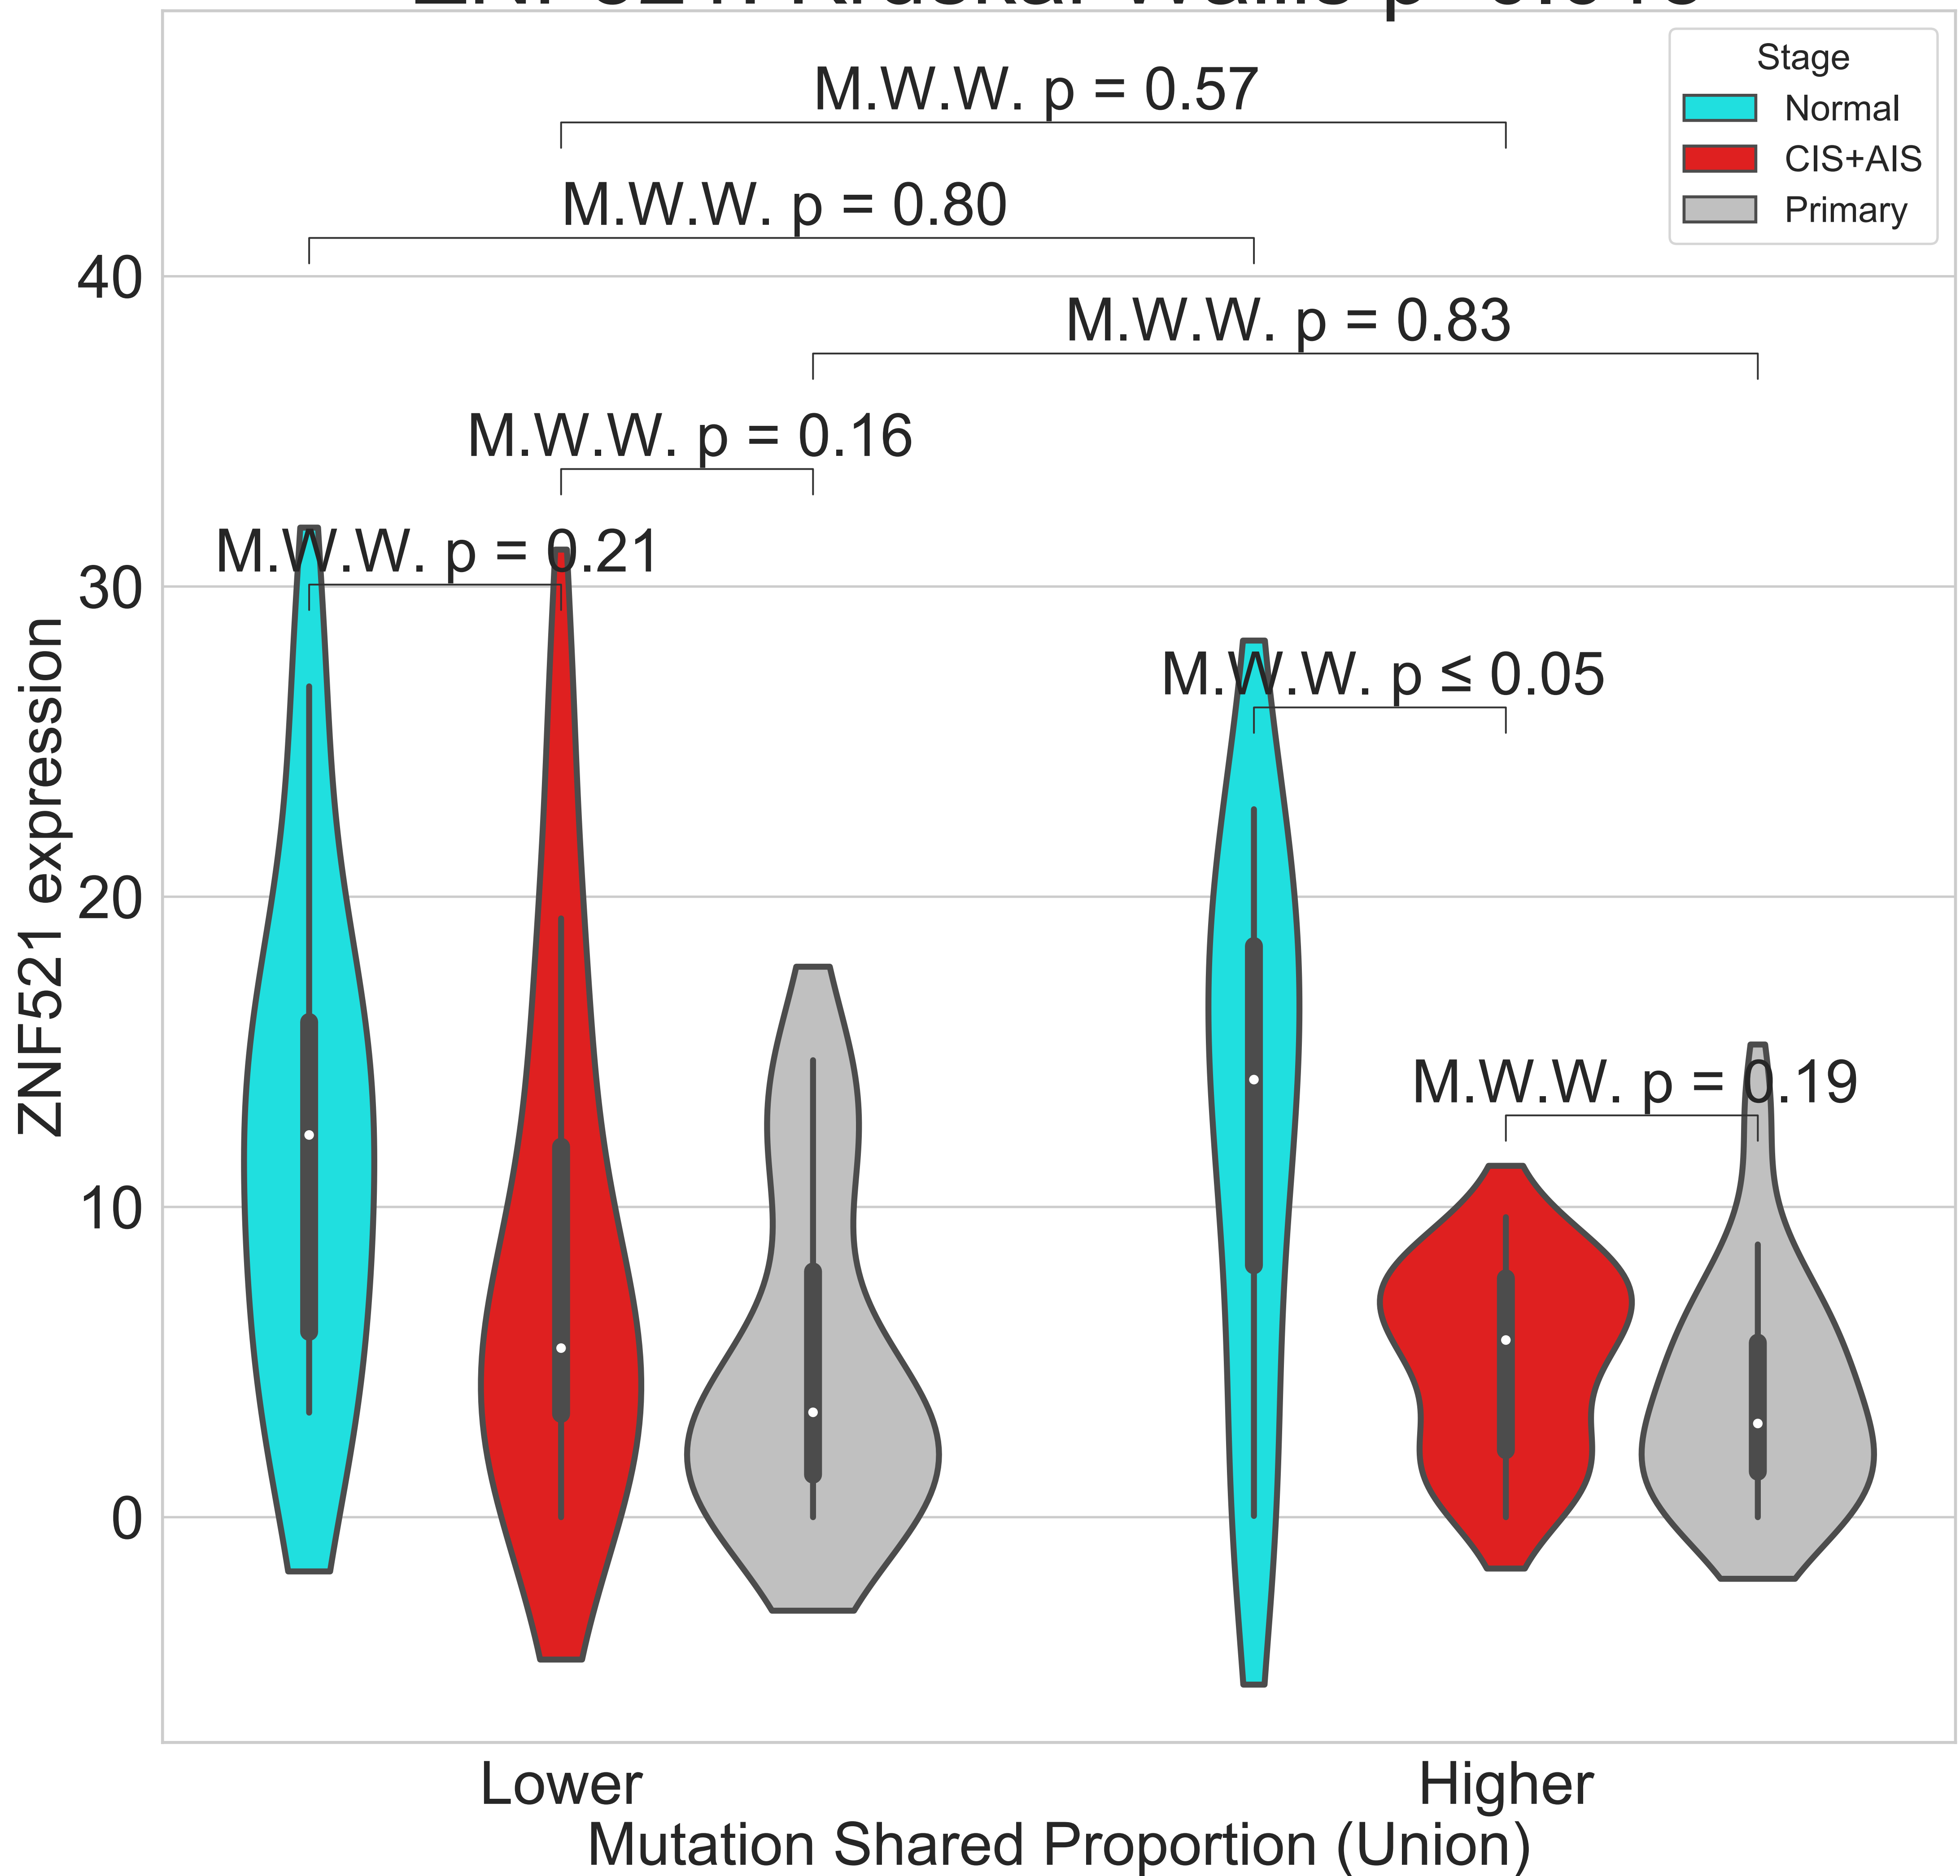 Stage
Normal
CIS+AIS
Primary
M.W.W. p = 0.57
M.W.W. p = 0.80
M.W.W. p = 0.83
M.W.W. p = 0.16
M.W.W. p = 0.21
M.W.W. p ≤ 0.05
M.W.W. p = 0.19
ZNF521 expression
40
30
20
10
0
Lower
Higher
Mutation Shared Proportion (Union)